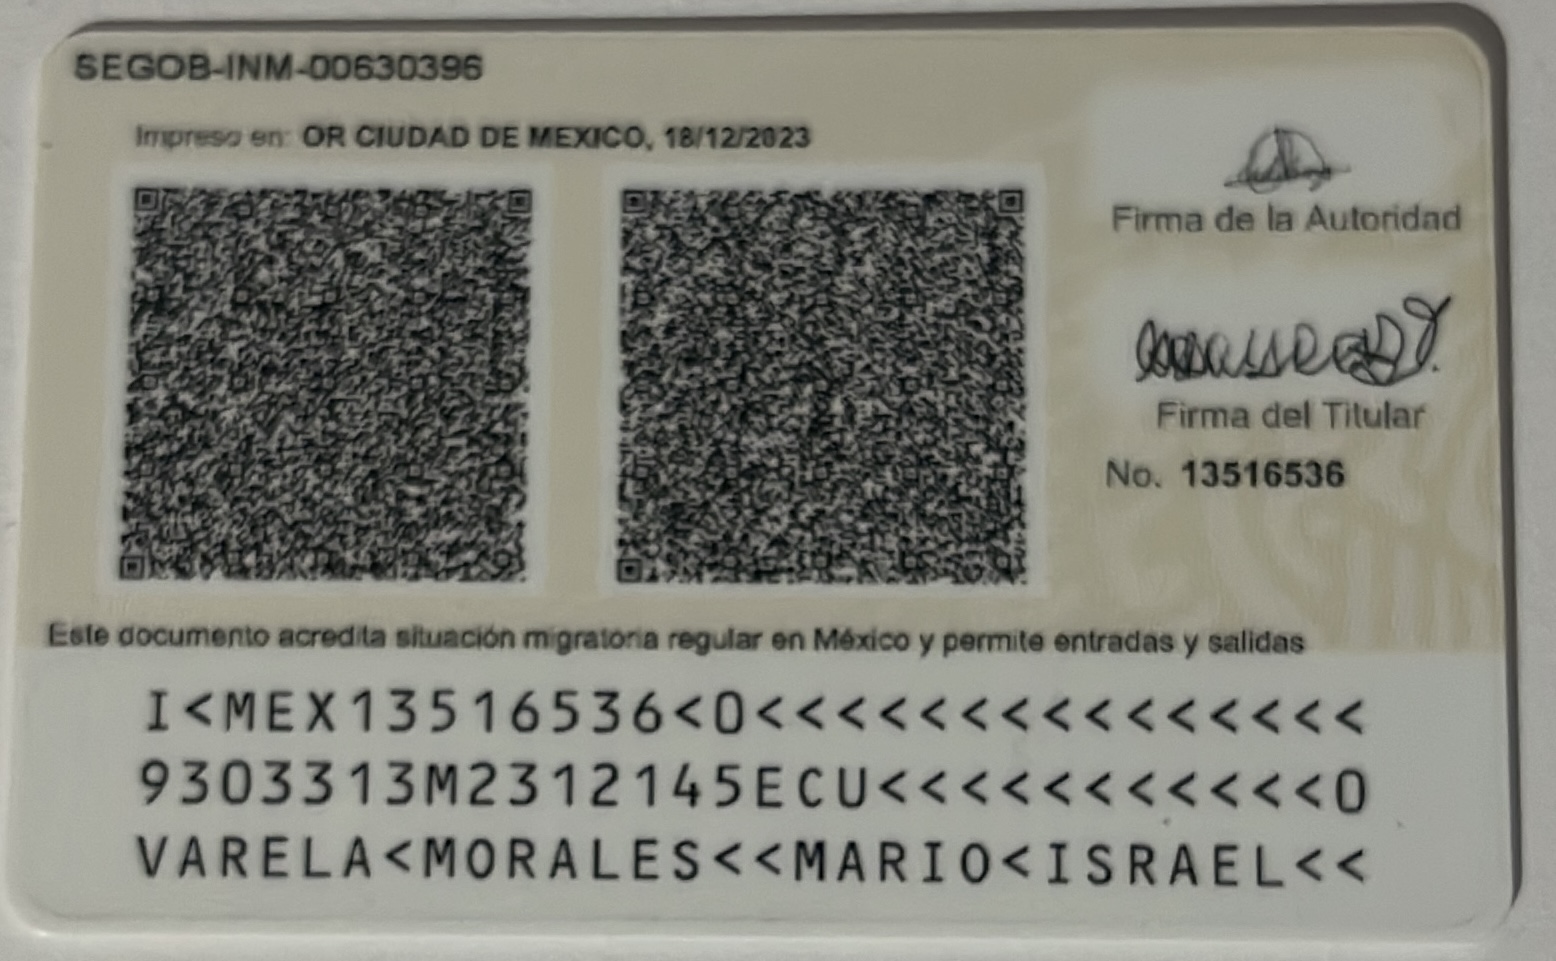 SEGOB-INM-00630396
Impreso en: OR CIUDAD DE MEXICO, 18/12/2023
Firma de la Autoridad
Firma del Titular
No. 13516536
Este documento acredita situación migratoria regular en México y permite entradas y salidas
I<MEX13516536<0<<<<<<<<<<<<<<<
9303313M2312145ECU<<<<<<<<<<<0
VARELA<MORALES<<MARIO<ISRAEL<<